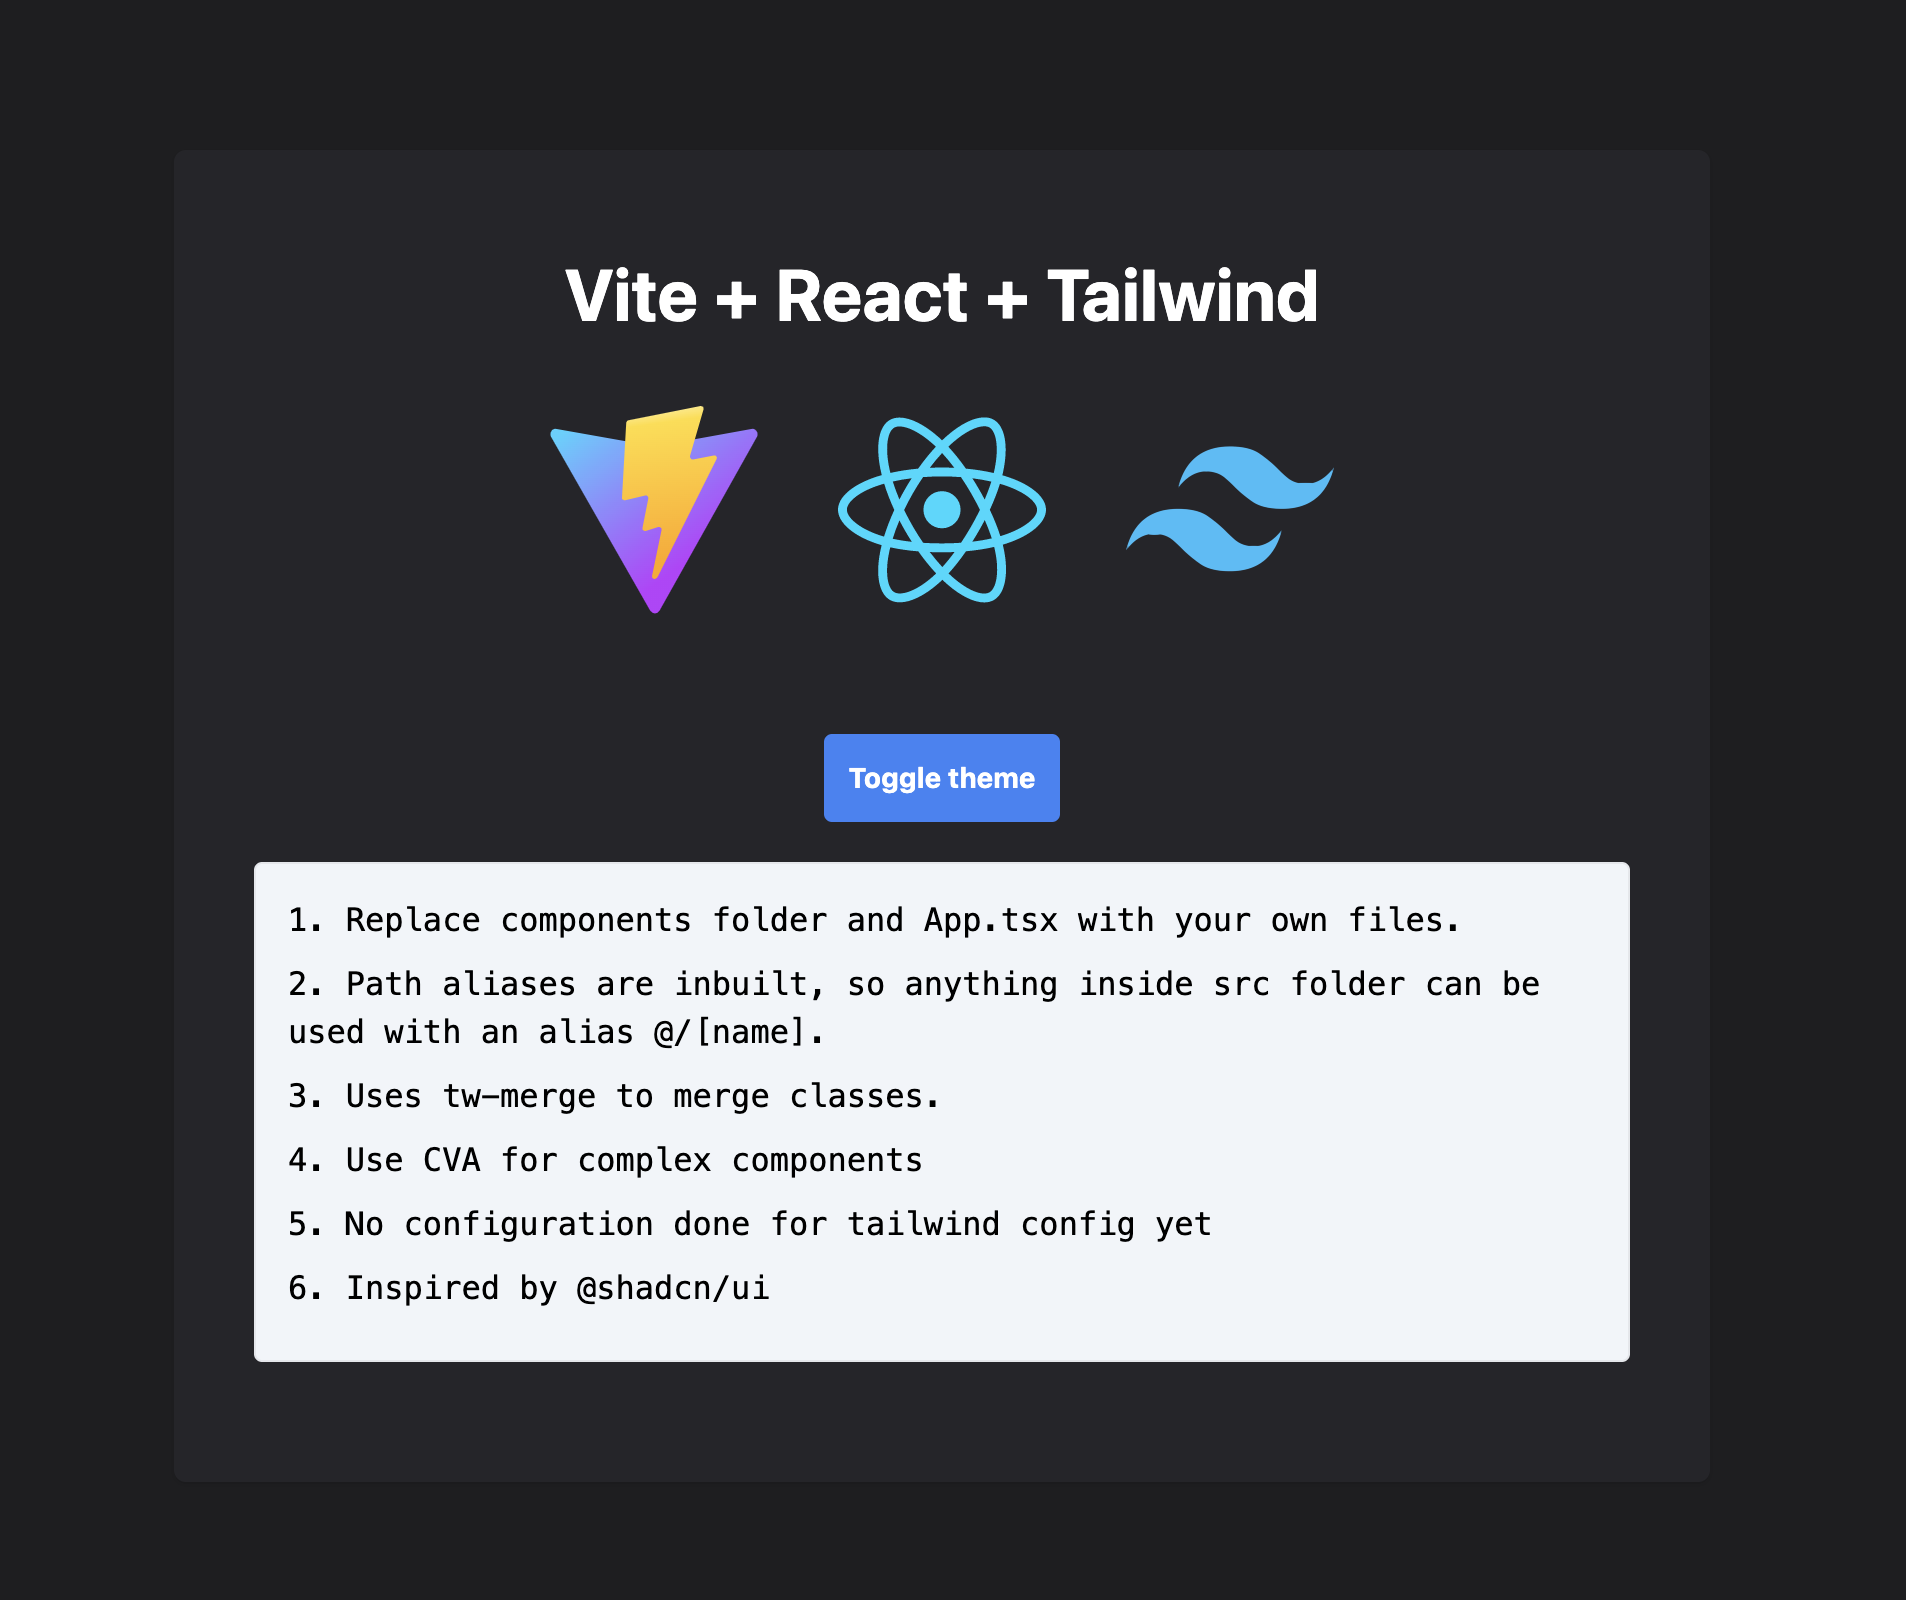 Vite + React + Tailwind
Toggle theme
1. Replace components folder and App.tsx with your own files.
2. Path aliases are inbuilt, so anything inside src folder can be
used with an alias @/[name].
3. Uses tw-merge to merge classes.
4. Use CVA for complex components
5. No configuration done for tailwind config yet
6. Inspired by @shadcn/ui